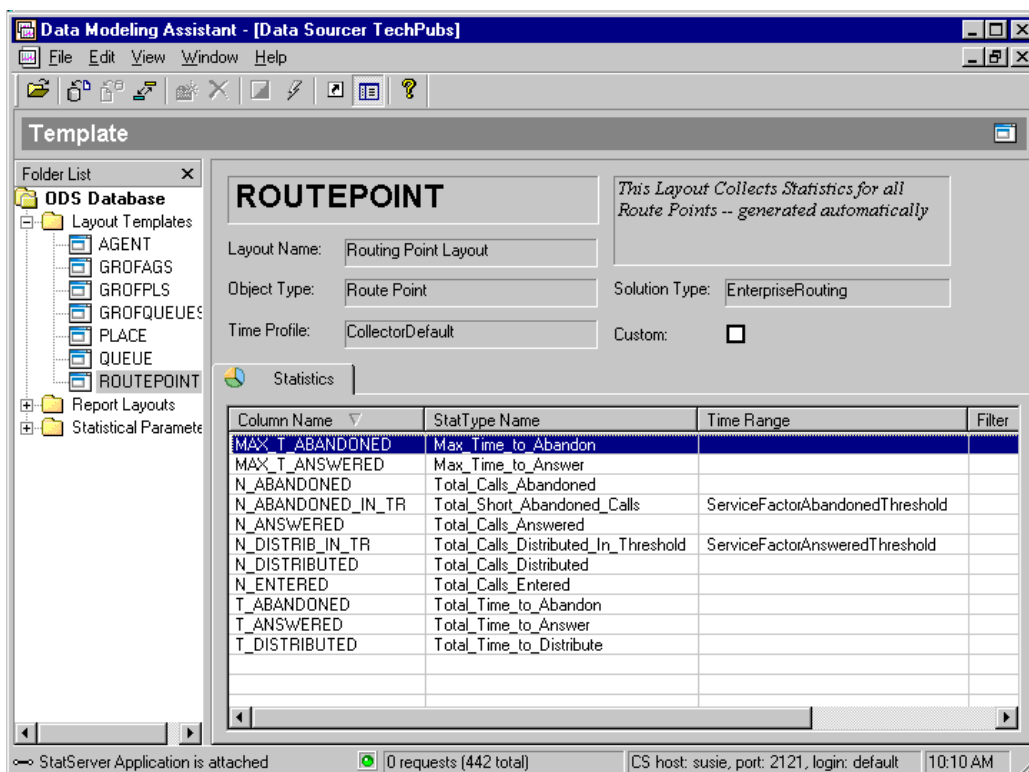 Data Modeling Assistant - [Data Sourcer TechPubs]
File Edit View Window Help
Template
Folder List
ODS Database
Layout Templates
AGENT
GROFAGS
GROFPLS
GROFQUEUES
PLACE
QUEUE
ROUTEPOINT
Report Layouts
Statistical Paramete
ROUTEPOINT
This Layout Collects Statistics for all
Route Points -- generated automatically
Layout Name: Routing Point Layout
Object Type: Route Point
Solution Type: EnterpriseRouting
Time Profile: CollectorDefault
Custom:
Statistics
Column Name StatType Name Time Range Filter
MAX_T_ABANDONED Max_Time_to_Abandon
MAX_T_ANSWERED Max_Time_to_Answer
N_ABANDONED Total_Calls_Abandoned
N_ABANDONED_IN_TR Total_Short_Abandoned_Calls ServiceFactorAbandonedThreshold
N_ANSWERED Total_Calls_Answered
N_DISTRIB_IN_TR Total_Calls_Distributed_In_Threshold ServiceFactorAnsweredThreshold
N_DISTRIBUTED Total_Calls_Distributed
N_ENTERED Total_Calls_Entered
T_ABANDONED Total_Time_to_Abandon
T_ANSWERED Total_Time_to_Answer
T_DISTRIBUTED Total_Time_to_Distribute
StatServer Application is attached 0 requests (442 total) CS host: susie, port: 2121, login: default 10:10 AM